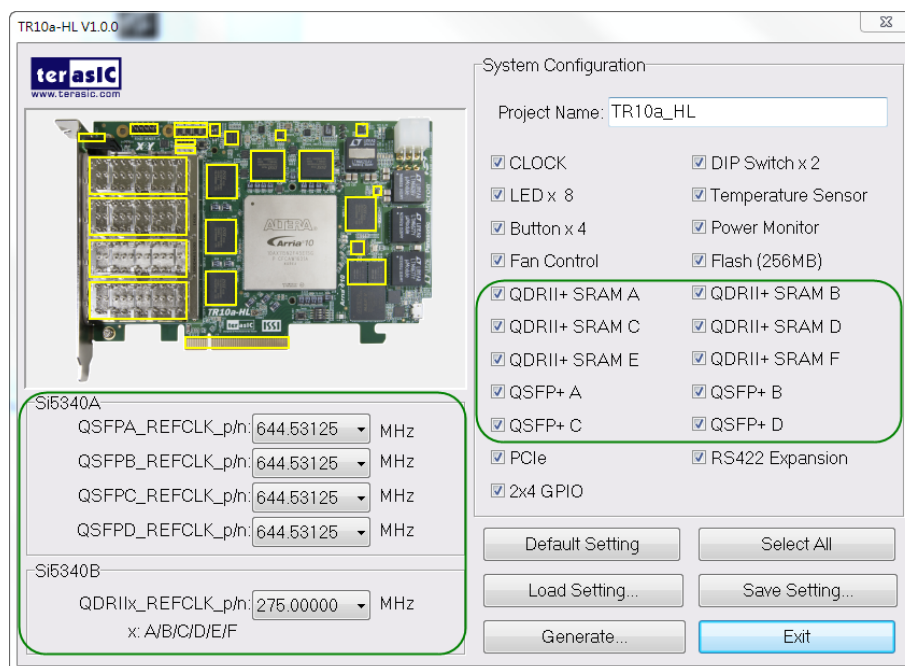 TR10a-HL V1.0.0
terasIC
www.terasic.com
ALTERA
Arria 10
TR10a-HL
terasIC ISSI
Si5340A
QSFPA_REFCLK_p/n: 644.53125 MHz
QSFPB_REFCLK_p/n: 644.53125 MHz
QSFPC_REFCLK_p/n: 644.53125 MHz
QSFPD_REFCLK_p/n: 644.53125 MHz
Si5340B
QDRIIx_REFCLK_p/n: 275.00000 MHz
x: A/B/C/D/E/F
System Configuration
Project Name: TR10a_HL
CLOCK DIP Switch x 2
LED x 8 Temperature Sensor
Button x 4 Power Monitor
Fan Control Flash (256MB)
QDRII+ SRAM A QDRII+ SRAM B
QDRII+ SRAM C QDRII+ SRAM D
QDRII+ SRAM E QDRII+ SRAM F
QSFP+ A QSFP+ B
QSFP+ C QSFP+ D
PCIe RS422 Expansion
2x4 GPIO
Default Setting Select All
Load Setting... Save Setting...
Generate... Exit